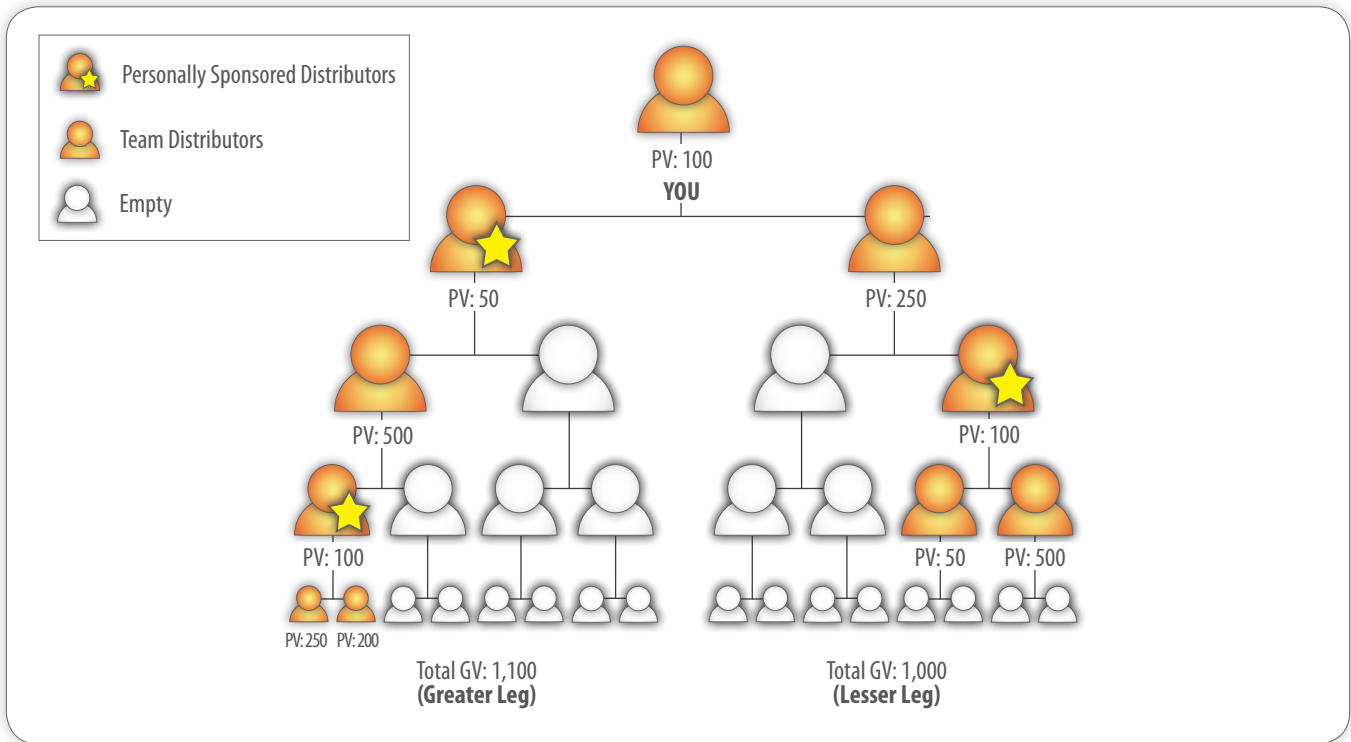 Personally Sponsored Distributors
Team Distributors
Empty
PV: 100
YOU
PV: 50
PV: 250
PV: 500
PV: 100
PV: 100
PV: 50
PV: 500
PV: 250
PV: 200
Total GV: 1,100
(Greater Leg)
Total GV: 1,000
(Lesser Leg)